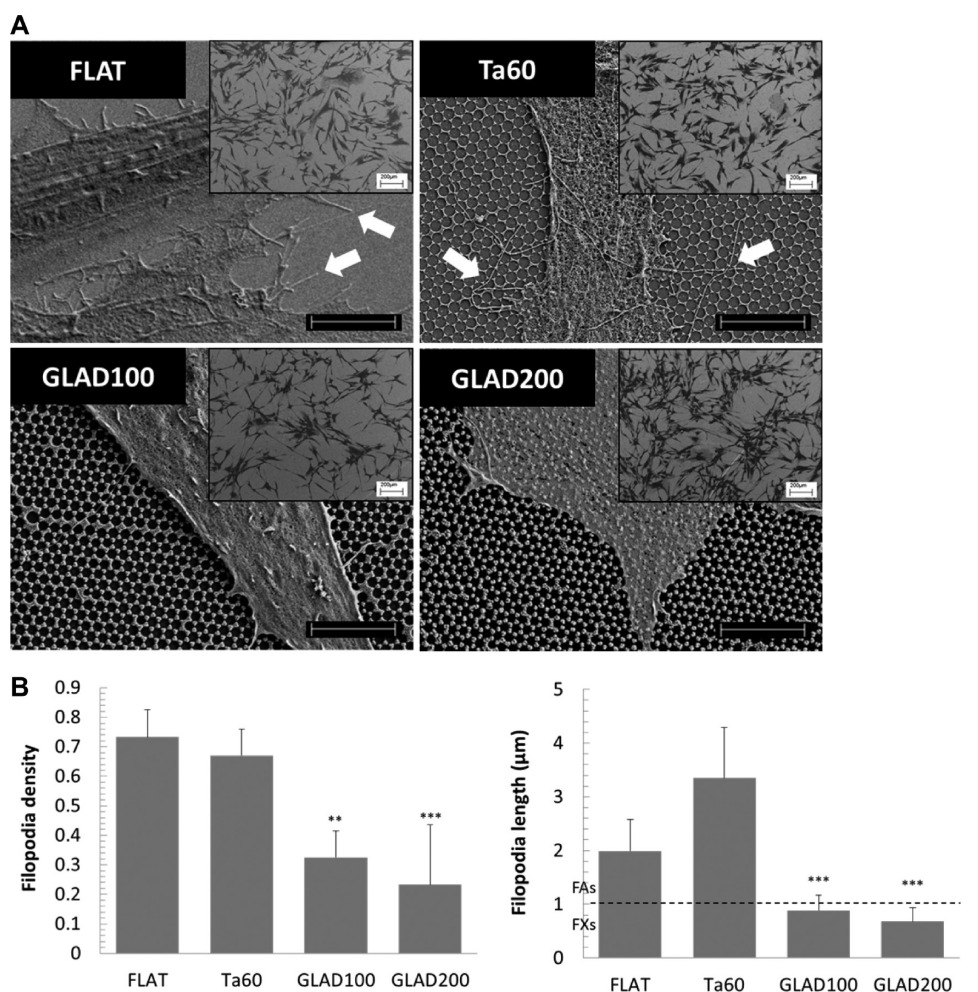 A
FLAT
200µm
Ta60
200µm
GLAD100
200µm
GLAD200
200µm
B
Filopodia density
0.9
0.8
0.7
0.6
0.5
0.4
0.3
0.2
0.1
0
**
***
FLAT
Ta60
GLAD100
GLAD200
Filopodia length (µm)
5
4
3
2
1
0
FAs
FXs
***
***
FLAT
Ta60
GLAD100
GLAD200